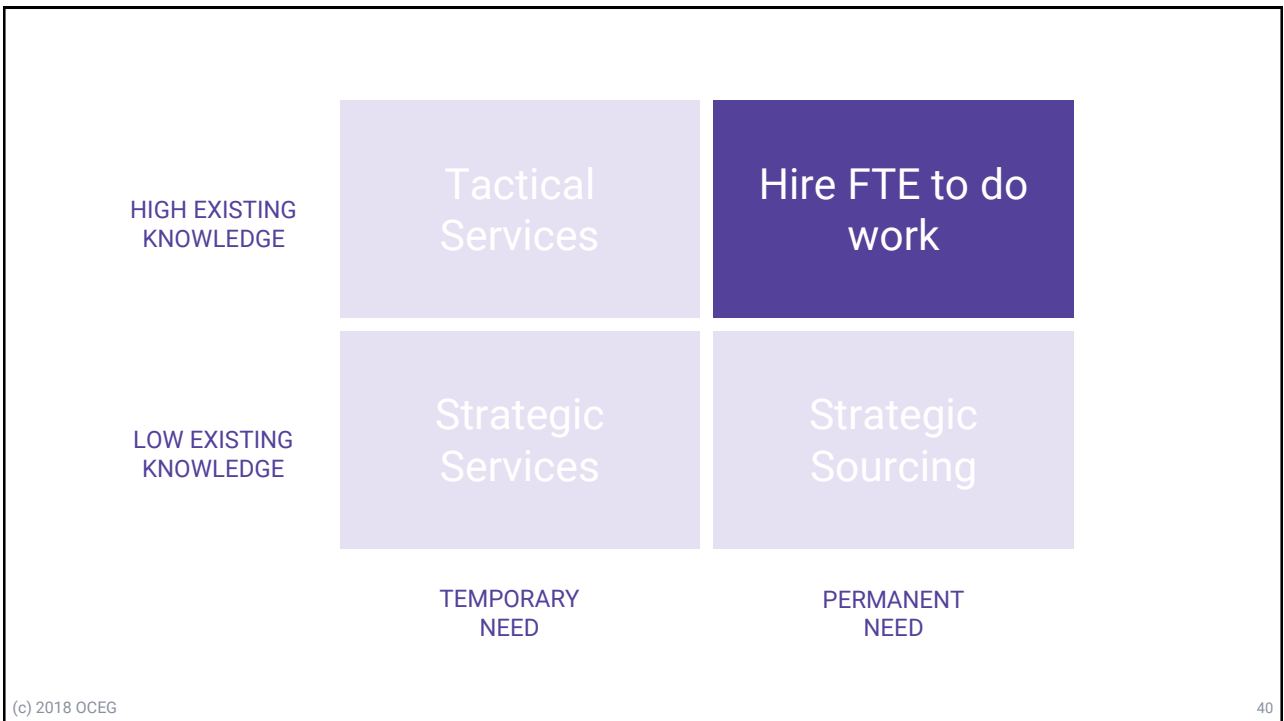 HIGH EXISTING
KNOWLEDGE
Tactical
Services
Hire FTE to do
work
LOW EXISTING
KNOWLEDGE
Strategic
Services
Strategic
Sourcing
TEMPORARY
NEED
PERMANENT
NEED
(c) 2018 OCEG
40